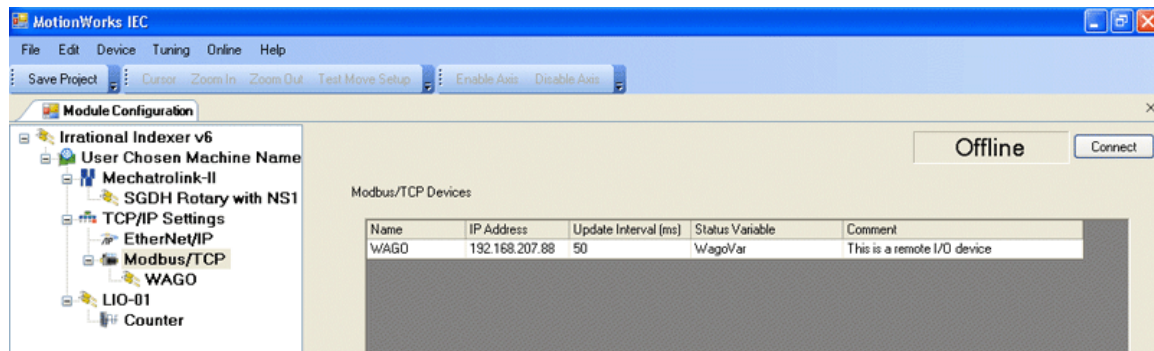 MotionWorks IEC
File Edit Device Tuning Online Help
Save Project Cursor Zoom In Zoom Out Test Move Setup Enable Axis Disable Axis
Module Configuration
Irrational Indexer v6
User Chosen Machine Name
Mechatrolink-II
SGDH Rotary with NS1
TCP/IP Settings
EtherNet/IP
Modbus/TCP
WAGO
LIO-01
Counter
Offline Connect
Modbus/TCP Devices
Name IP Address Update Interval (ms) Status Variable Comment
WAGO 192.168.207.88 50 WagoVar This is a remote I/O device